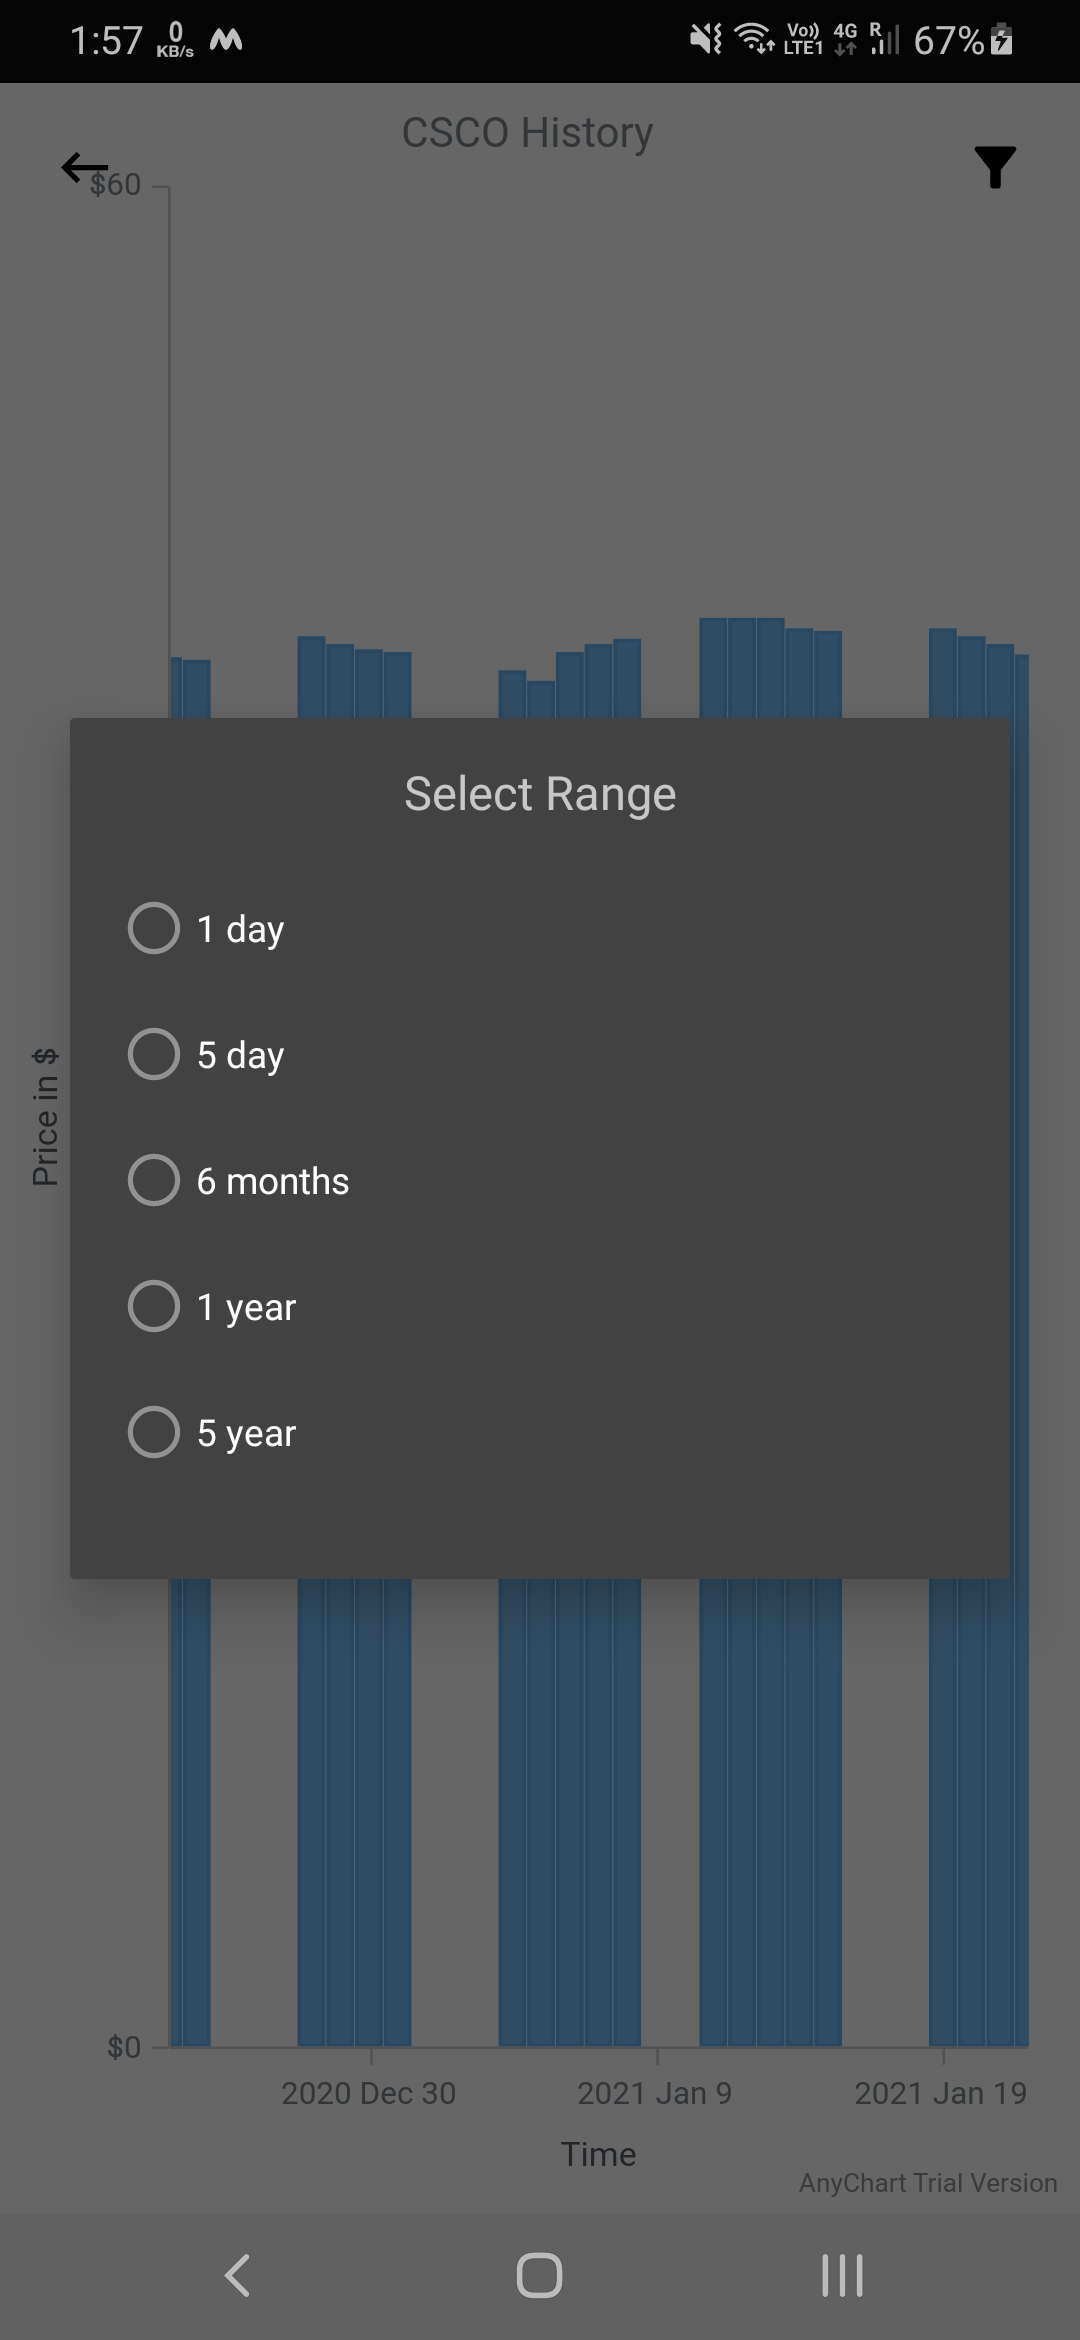 1:57 0 KB/s Vo)) LTE1 4G R 67%
CSCO History
$60
Select Range
1 day
5 day
6 months
1 year
5 year
Price in $
$0
2020 Dec 30 2021 Jan 9 2021 Jan 19
Time
AnyChart Trial Version